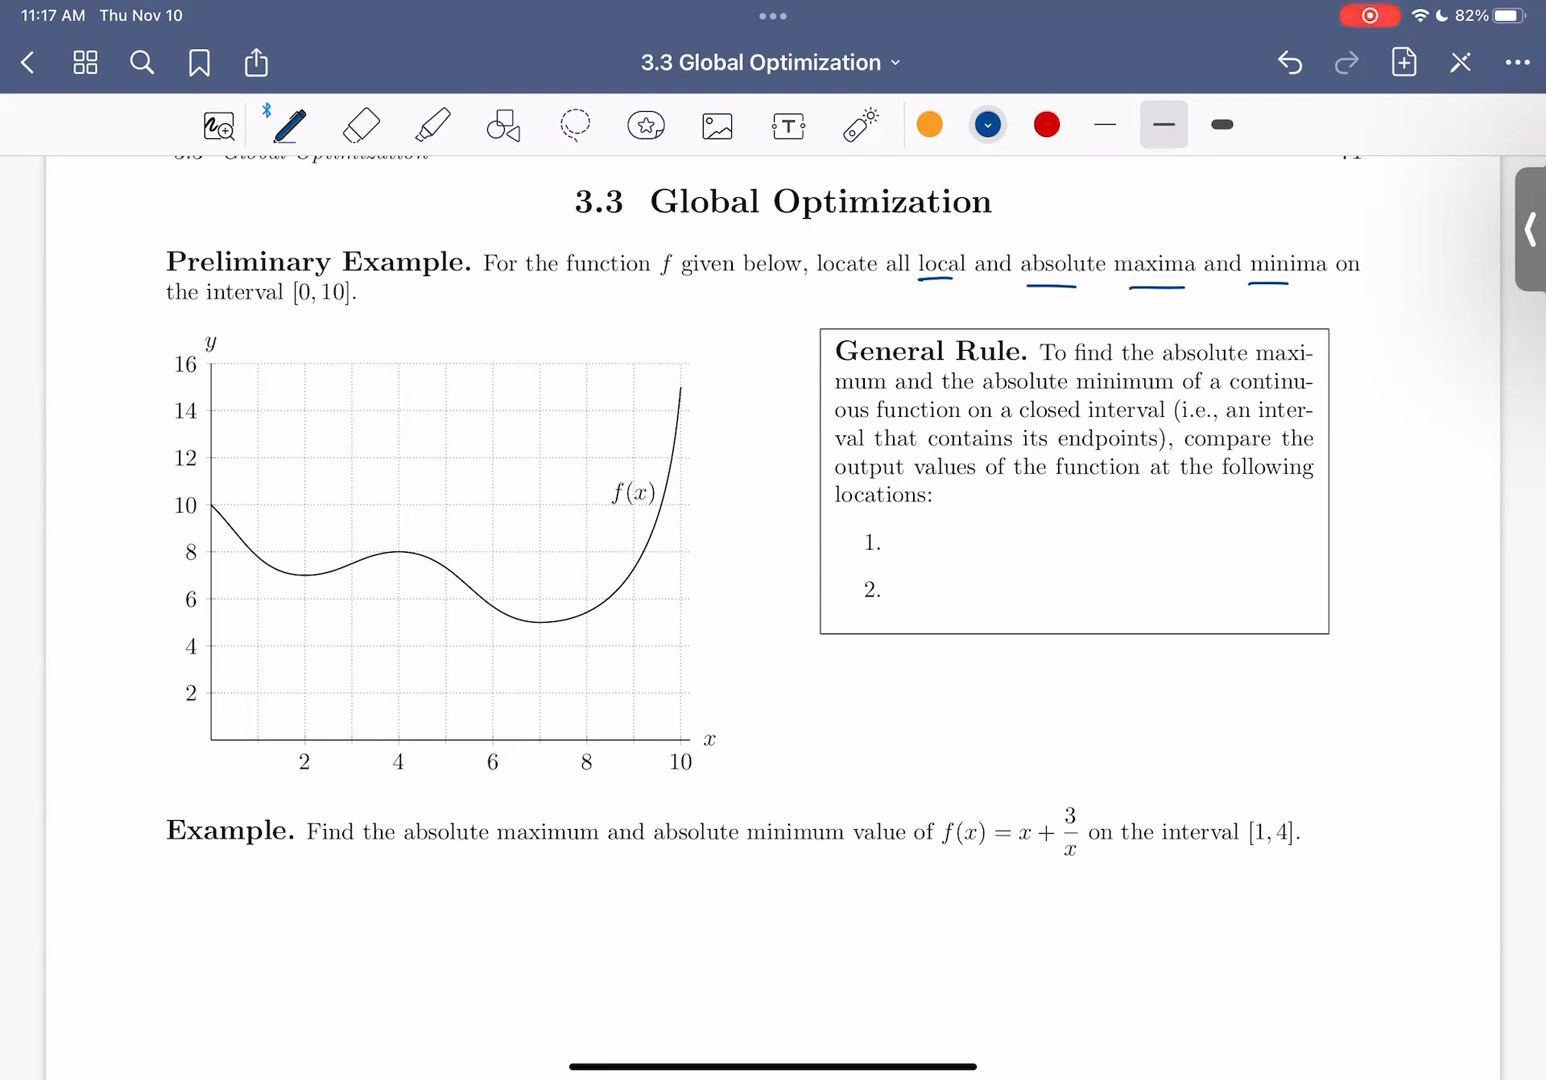 11:17 AM Thu Nov 10
82%
3.3 Global Optimization
3.3 Global Optimization
3.3 Global Optimization
Preliminary Example. For the function f given below, locate all local and absolute maxima and minima on
the interval [0, 10].
y
16
14
12
10
8
6
4
2
f(x)
2 4 6 8 10
x
General Rule. To find the absolute maxi-
mum and the absolute minimum of a continu-
ous function on a closed interval (i.e., an inter-
val that contains its endpoints), compare the
output values of the function at the following
locations:
1.
2.
Example. Find the absolute maximum and absolute minimum value of f(x) = x + 3/x on the interval [1, 4].